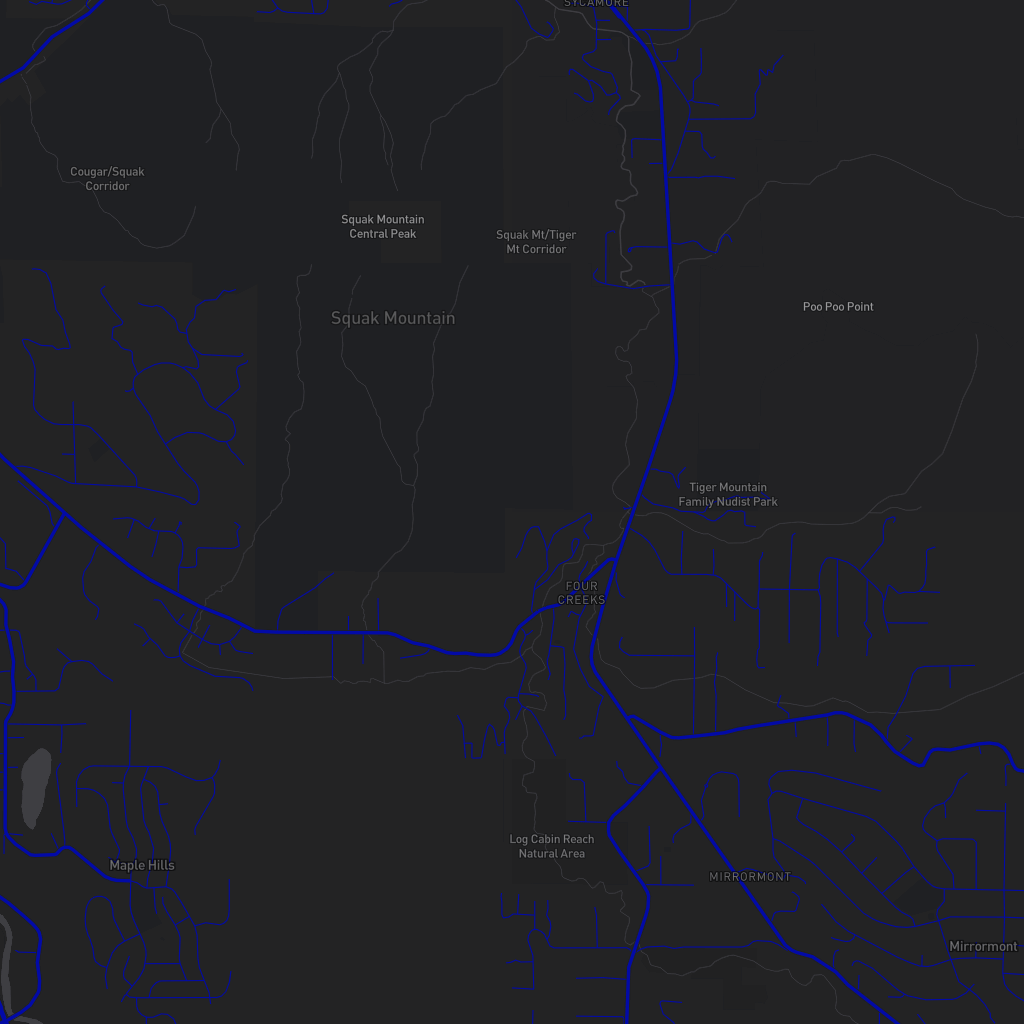 SYCAMORE
Cougar/Squak
Corridor
Squak Mountain
Central Peak
Squak Mt/Tiger
Mt Corridor
Poo Poo Point
Squak Mountain
Tiger Mountain
Family Nudist Park
FOUR
CREEKS
Log Cabin Reach
Natural Area
Maple Hills
MIRRORMONT
Mirrormont